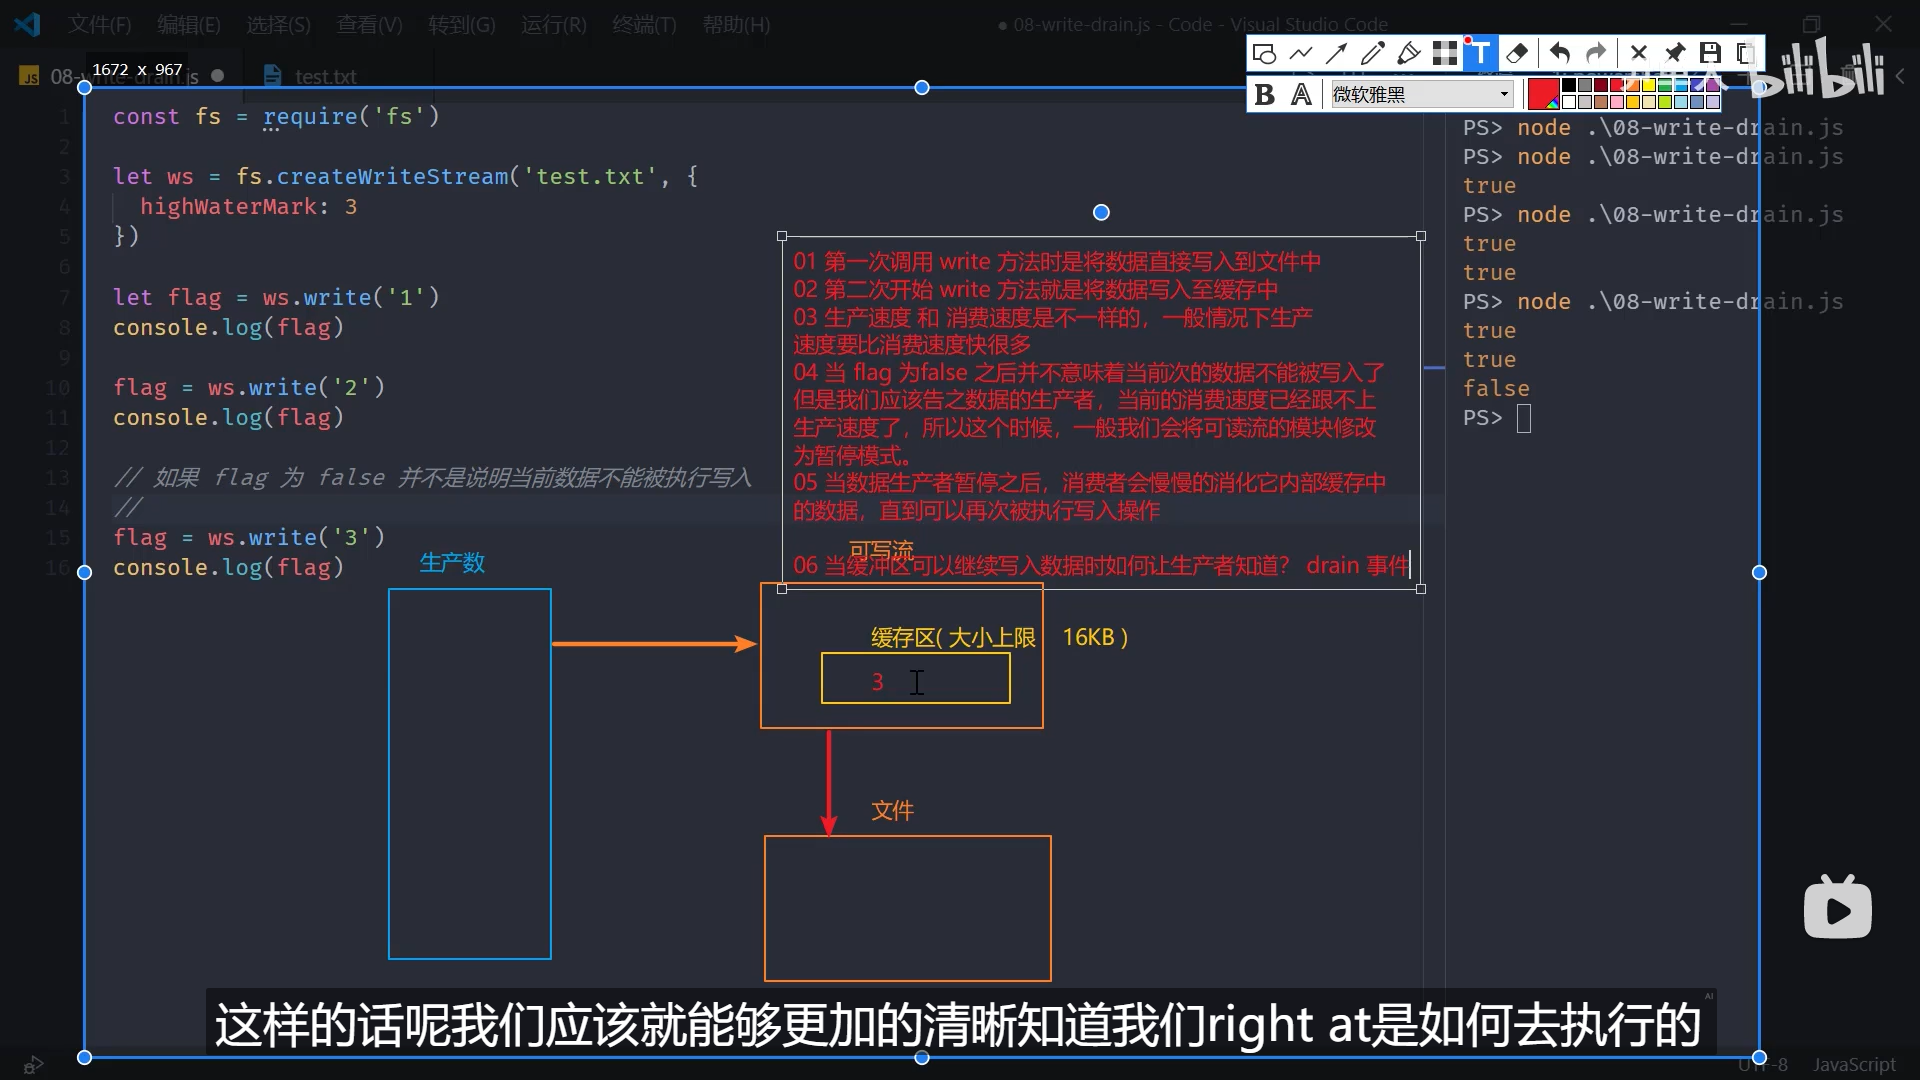 文件(F) 编辑(E) 选择(S) 查看(V) 转到(G) 运行(R) 终端(T) 帮助(H)
● 08-write-drain.js - Code - Visual Studio Code
JS 08-write-drain.js
1672 x 967
test.txt
微软雅黑
bilibili
1 const fs = require('fs')
2
3 let ws = fs.createWriteStream('test.txt', {
4 highWaterMark: 3
5 })
6
7 let flag = ws.write('1')
8 console.log(flag)
9
10 flag = ws.write('2')
11 console.log(flag)
12
13 // 如果 flag 为 false 并不是说明当前数据不能被执行写入
14 //
15 flag = ws.write('3')
16 console.log(flag)
01 第一次调用 write 方法时是将数据直接写入到文件中
02 第二次开始 write 方法就是将数据写入至缓存中
03 生产速度 和 消费速度是不一样的，一般情况下生产
速度要比消费速度快很多
04 当 flag 为false 之后并不意味着当前次的数据不能被写入了
但是我们应该告之数据的生产者，当前的消费速度已经跟不上
生产速度了，所以这个时候，一般我们会将可读流的模块修改
为暂停模式。
05 当数据生产者暂停之后，消费者会慢慢的消化它内部缓存中
的数据，直到可以再次被执行写入操作
可写流
06 当缓冲区可以继续写入数据时如何让生产者知道？ drain 事件
生产数
缓存区( 大小上限 16KB )
3
文件
PS> node .\08-write-drain.js
PS> node .\08-write-drain.js
true
PS> node .\08-write-drain.js
true
true
PS> node .\08-write-drain.js
true
true
false
PS>
这样的话呢我们应该就能够更加的清晰知道我们right at是如何去执行的
AI
UTF-8 JavaScript